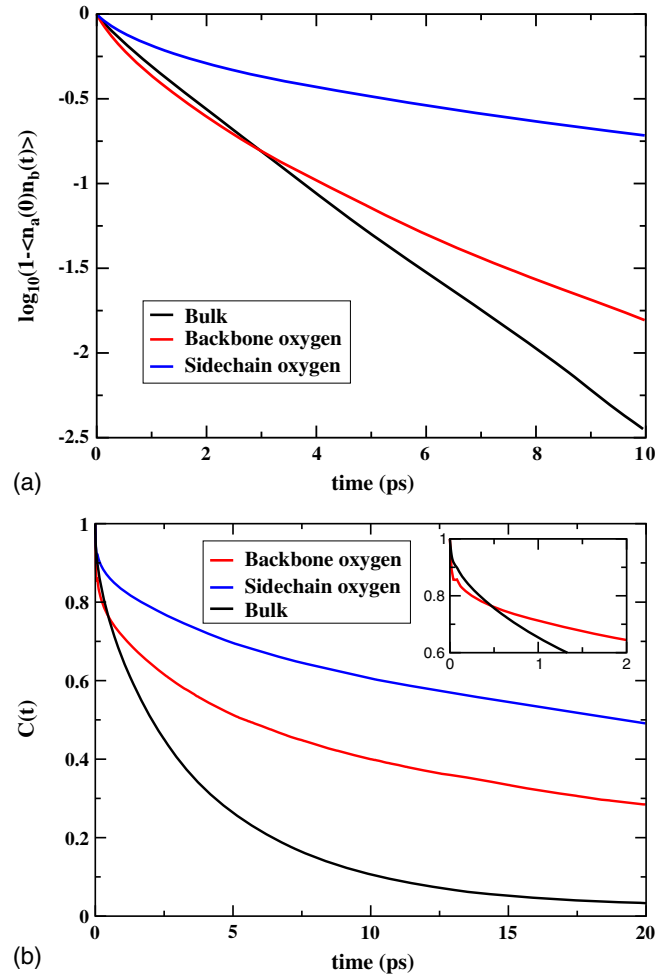 0
-0.5
-1
-1.5
-2
-2.5
log10(1-<na(0)nb(t)>)
Bulk
Backbone oxygen
Sidechain oxygen
0 2 4 6 8 10
time (ps)
(a)
1
0.8
0.6
0.4
0.2
0
C(t)
Backbone oxygen
Sidechain oxygen
Bulk
1
0.8
0.6
0 1 2
0 5 10 15 20
time (ps)
(b)